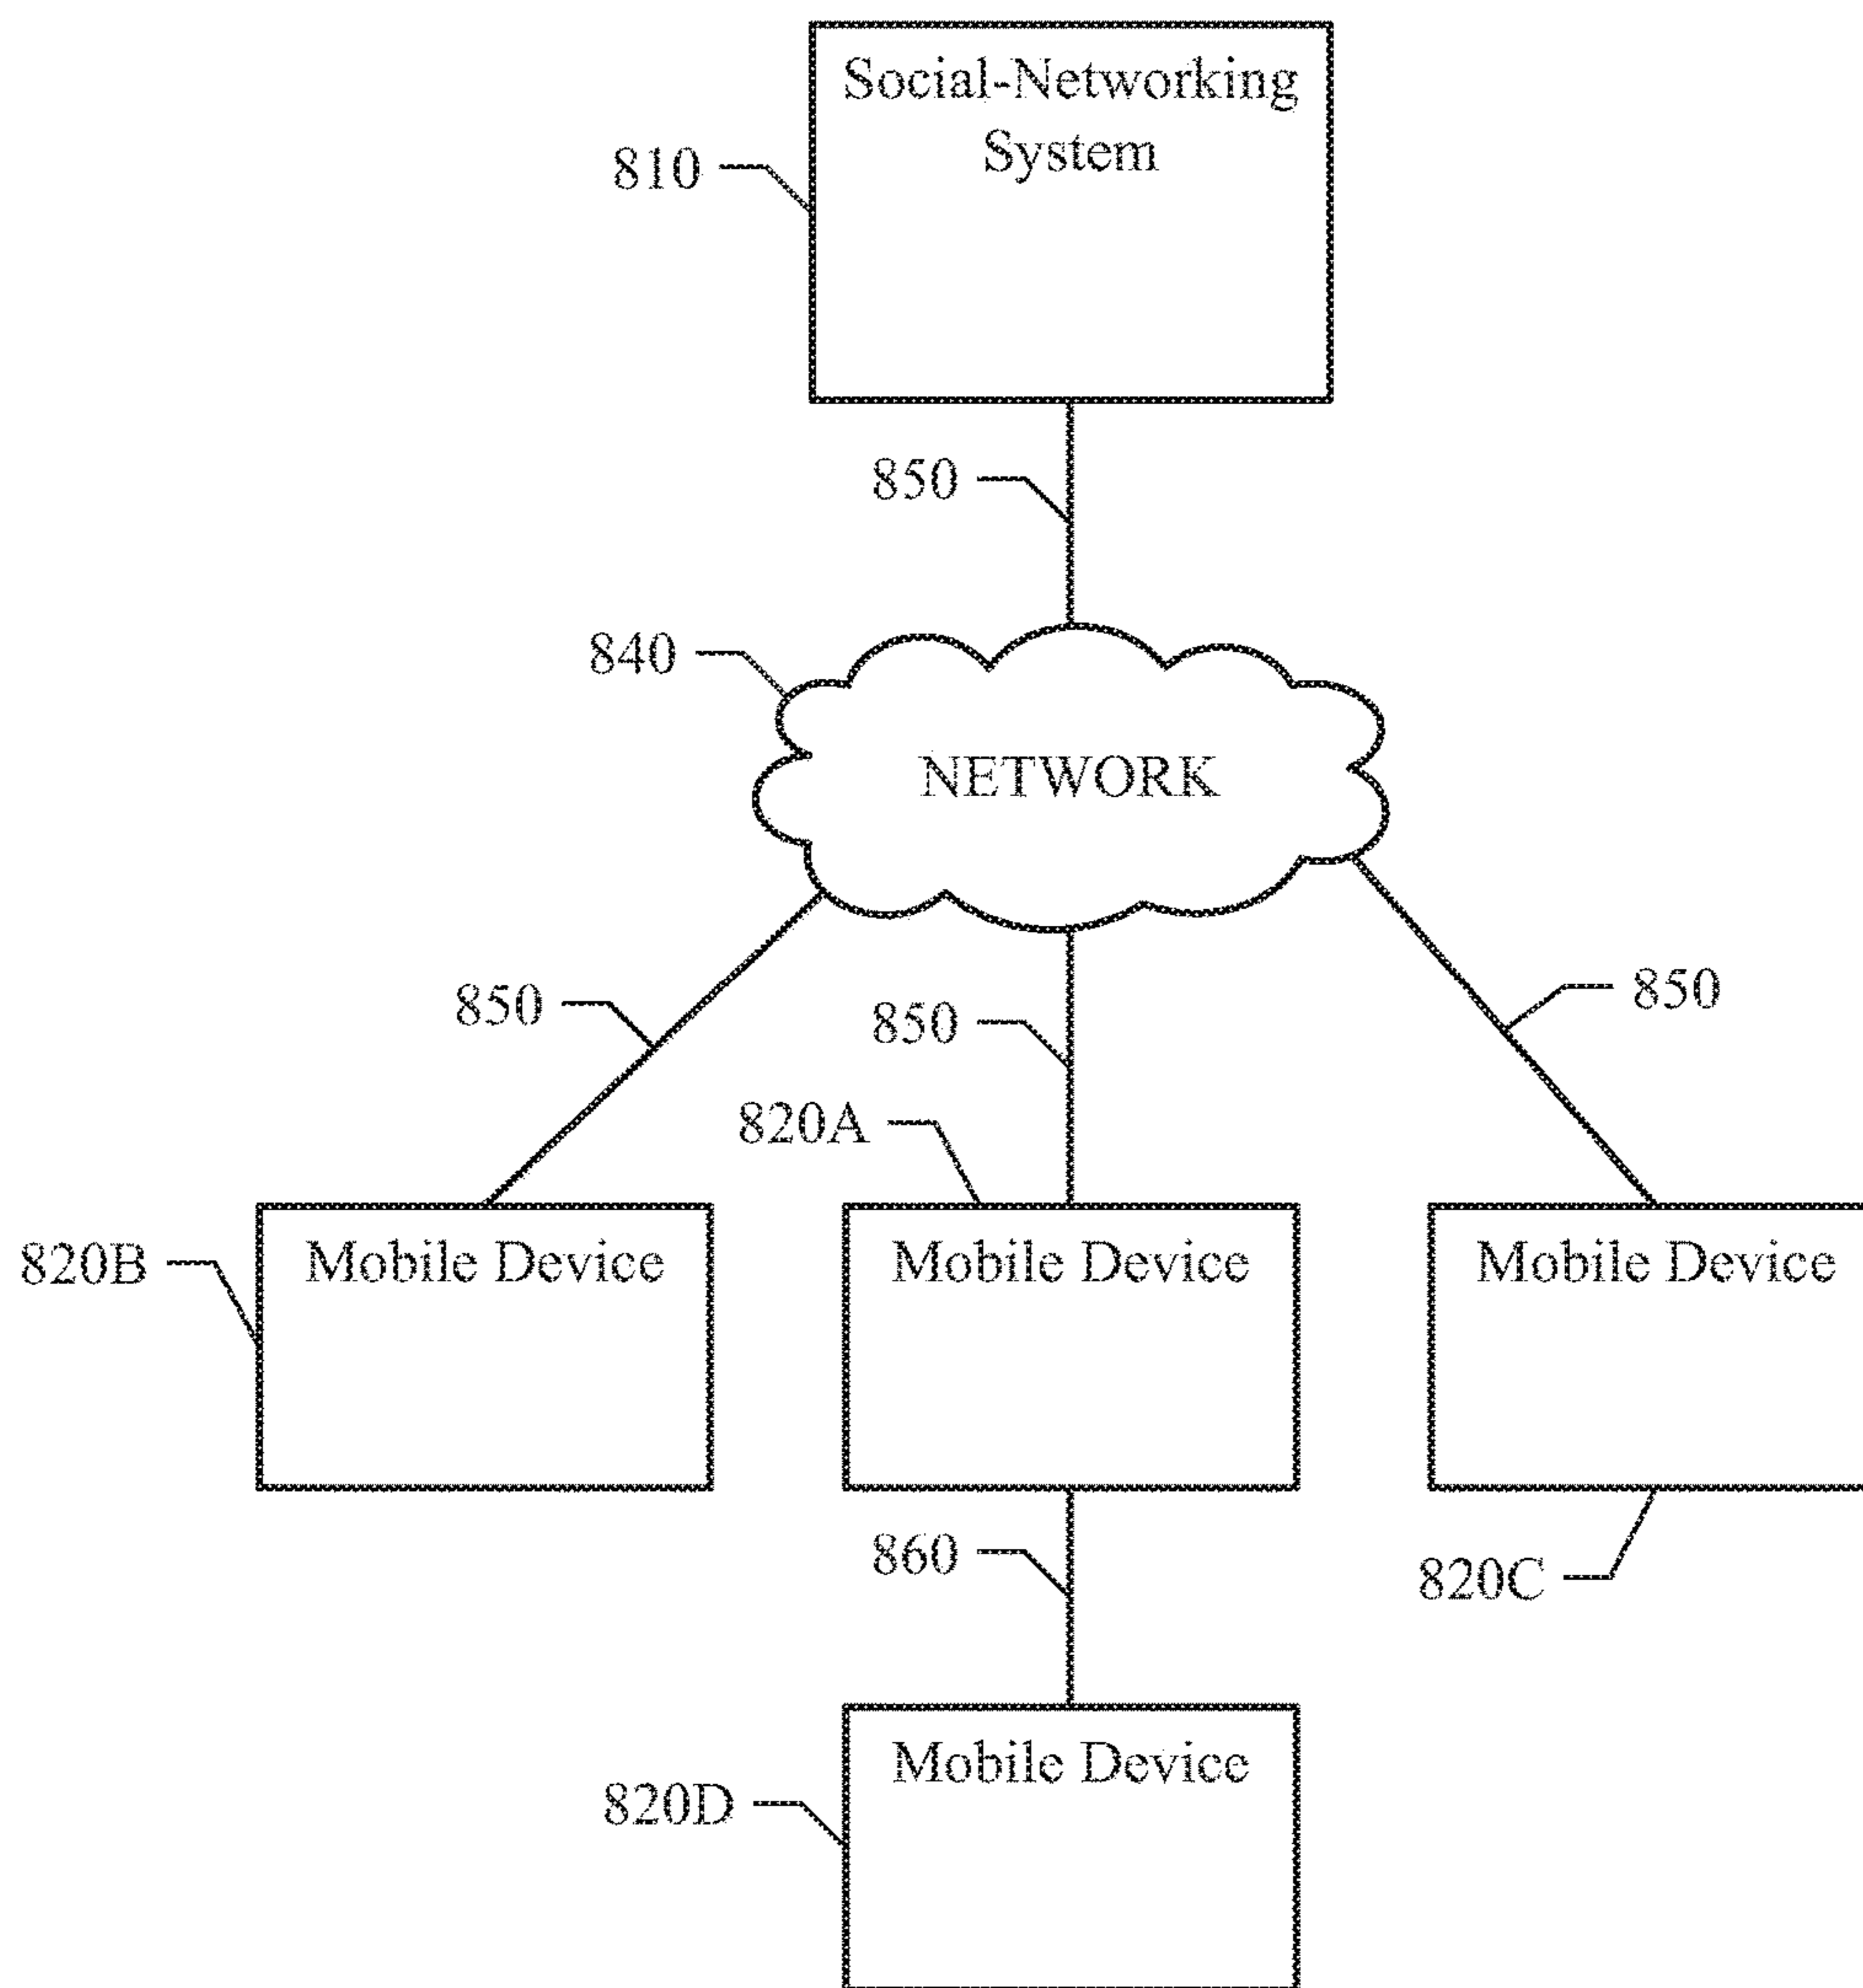 Social-Networking
System
810
850
840
NETWORK
850
850
850
820A
820B
Mobile Device
Mobile Device
Mobile Device
860
820C
Mobile Device
820D